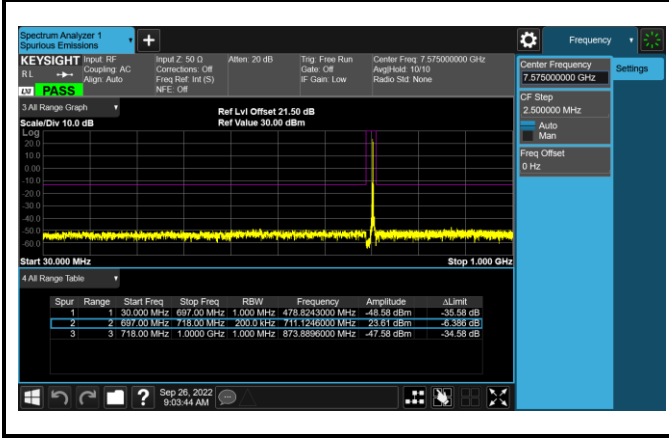 Spectrum Analyzer 1
Spurious Emissions
Frequency
KEYSIGHT
Input: RF
Coupling: AC
Align: Auto
Input Z: 50 Ω
Corrections: Off
Freq Ref: Int (S)
NFE: Off
Atten: 20 dB
Trig: Free Run
Gate: Off
IF Gain: Low
Center Freq: 7.575000000 GHz
Avg|Hold: 10/10
Radio Std: None
RL
LXI
PASS
Center Frequency
7.575000000 GHz
Settings
CF Step
2.500000 MHz
Auto
Man
Freq Offset
0 Hz
3 All Range Graph
Scale/Div 10.0 dB
Ref Lvl Offset 21.50 dB
Ref Value 30.00 dBm
Log
20.0
10.0
0.00
-10.0
-20.0
-30.0
-40.0
-50.0
-60.0
Start 30.000 MHz
Stop 1.000 GHz
4 All Range Table
Spur Range Start Freq Stop Freq RBW Frequency Amplitude ΔLimit
1 1 30.000 MHz 697.00 MHz 1.000 MHz 478.8243000 MHz -48.58 dBm -35.58 dB
2 2 697.00 MHz 718.00 MHz 200.0 kHz 711.1246000 MHz 23.61 dBm -6.386 dB
3 3 718.00 MHz 1.0000 GHz 1.000 MHz 873.8896000 MHz -47.58 dBm -34.58 dB
?
Sep 26, 2022
9:03:44 AM